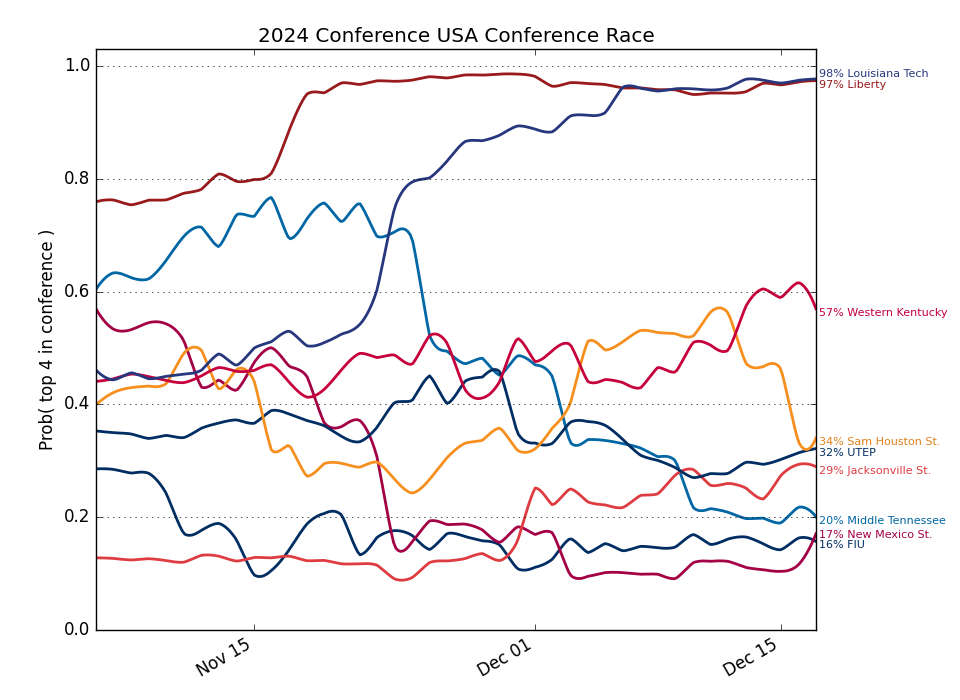 2024 Conference USA Conference Race
Prob( top 4 in conference )
1.0
0.8
0.6
0.4
0.2
0.0
Nov 15
Dec 01
Dec 15
98% Louisiana Tech
97% Liberty
57% Western Kentucky
34% Sam Houston St.
32% UTEP
29% Jacksonville St.
20% Middle Tennessee
17% New Mexico St.
16% FIU